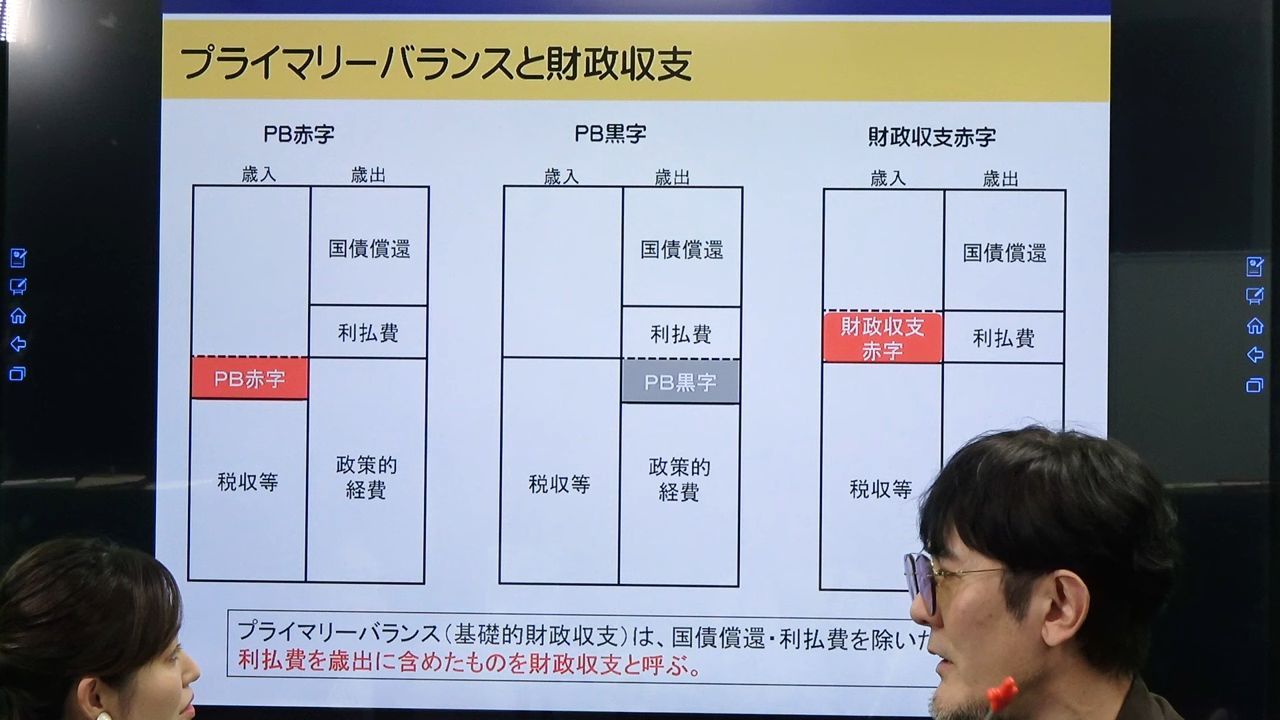 プライマリーバランスと財政収支
PB赤字
歳入
歳出
国債償還
利払費
PB赤字
税収等
政策的
経費
PB黒字
歳入
歳出
国債償還
利払費
PB黒字
税収等
政策的
経費
財政収支赤字
歳入
歳出
国債償還
財政収支
赤字
利払費
税収等
プライマリーバランス(基礎的財政収支)は、国債償還・利払費を除いた
利払費を歳出に含めたものを財政収支と呼ぶ。